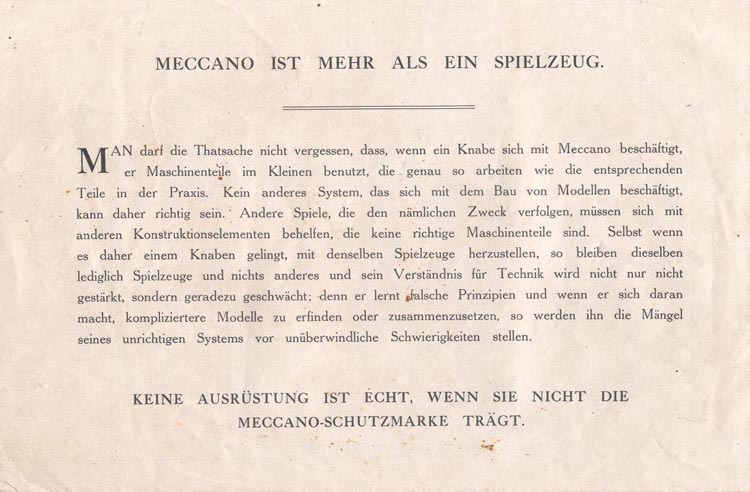 MECCANO IST MEHR ALS EIN SPIELZEUG.
MAN darf die Thatsache nicht vergessen, dass, wenn ein Knabe sich mit Meccano beschäftigt,
er Maschinenteile im Kleinen benutzt, die genau so arbeiten wie die entsprechenden
Teile in der Praxis. Kein anderes System, das sich mit dem Bau von Modellen beschäftigt,
kann daher richtig sein. Andere Spiele, die den nämlichen Zweck verfolgen, müssen sich mit
anderen Konstruktionselementen behelfen, die keine richtige Maschinenteile sind. Selbst wenn
es daher einem Knaben gelingt, mit denselben Spielzeuge herzustellen, so bleiben dieselben
lediglich Spielzeuge und nichts anderes und sein Verständnis für Technik wird nicht nur nicht
gestärkt, sondern geradezu geschwächt; denn er lernt falsche Prinzipien und wenn er sich daran
macht, kompliziertere Modelle zu erfinden oder zusammenzusetzen, so werden ihn die Mängel
seines unrichtigen Systems vor unüberwindliche Schwierigkeiten stellen.
KEINE AUSRÜSTUNG IST ECHT, WENN SIE NICHT DIE
MECCANO-SCHUTZMARKE TRÄGT.